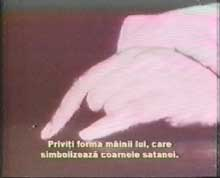 Priviți forma mâinii lui, care
simbolizează coarnele satanei.